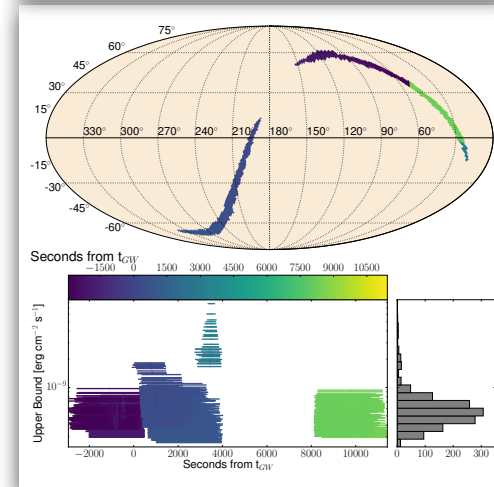 75°
60°
45°
30°
15°
330° 300° 270° 240° 210° 180° 150° 120° 90° 60°
-15°
-30°
-45°
-60°
Seconds from t_GW
−1500 0 1500 3000 4500 6000 7500 9000 10500
Upper Bound [erg cm⁻² s⁻¹]
10⁻⁹
−2000 0 2000 4000 6000 8000 10000
Seconds from t_GW
0 100 200 300